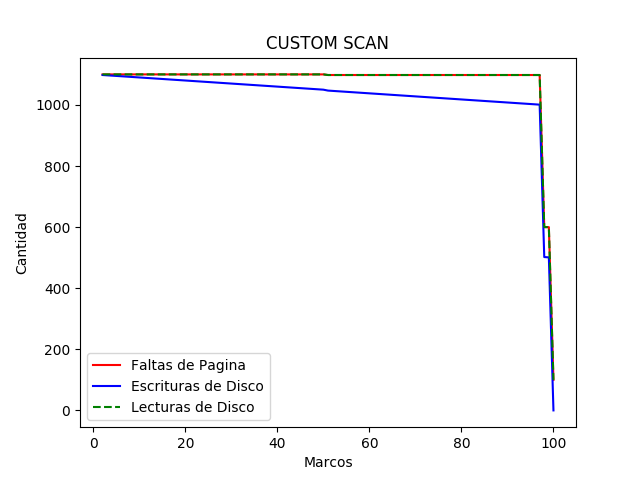 CUSTOM SCAN
Cantidad
1000
800
600
400
200
0
Faltas de Pagina
Escrituras de Disco
Lecturas de Disco
0 20 40 60 80 100
Marcos